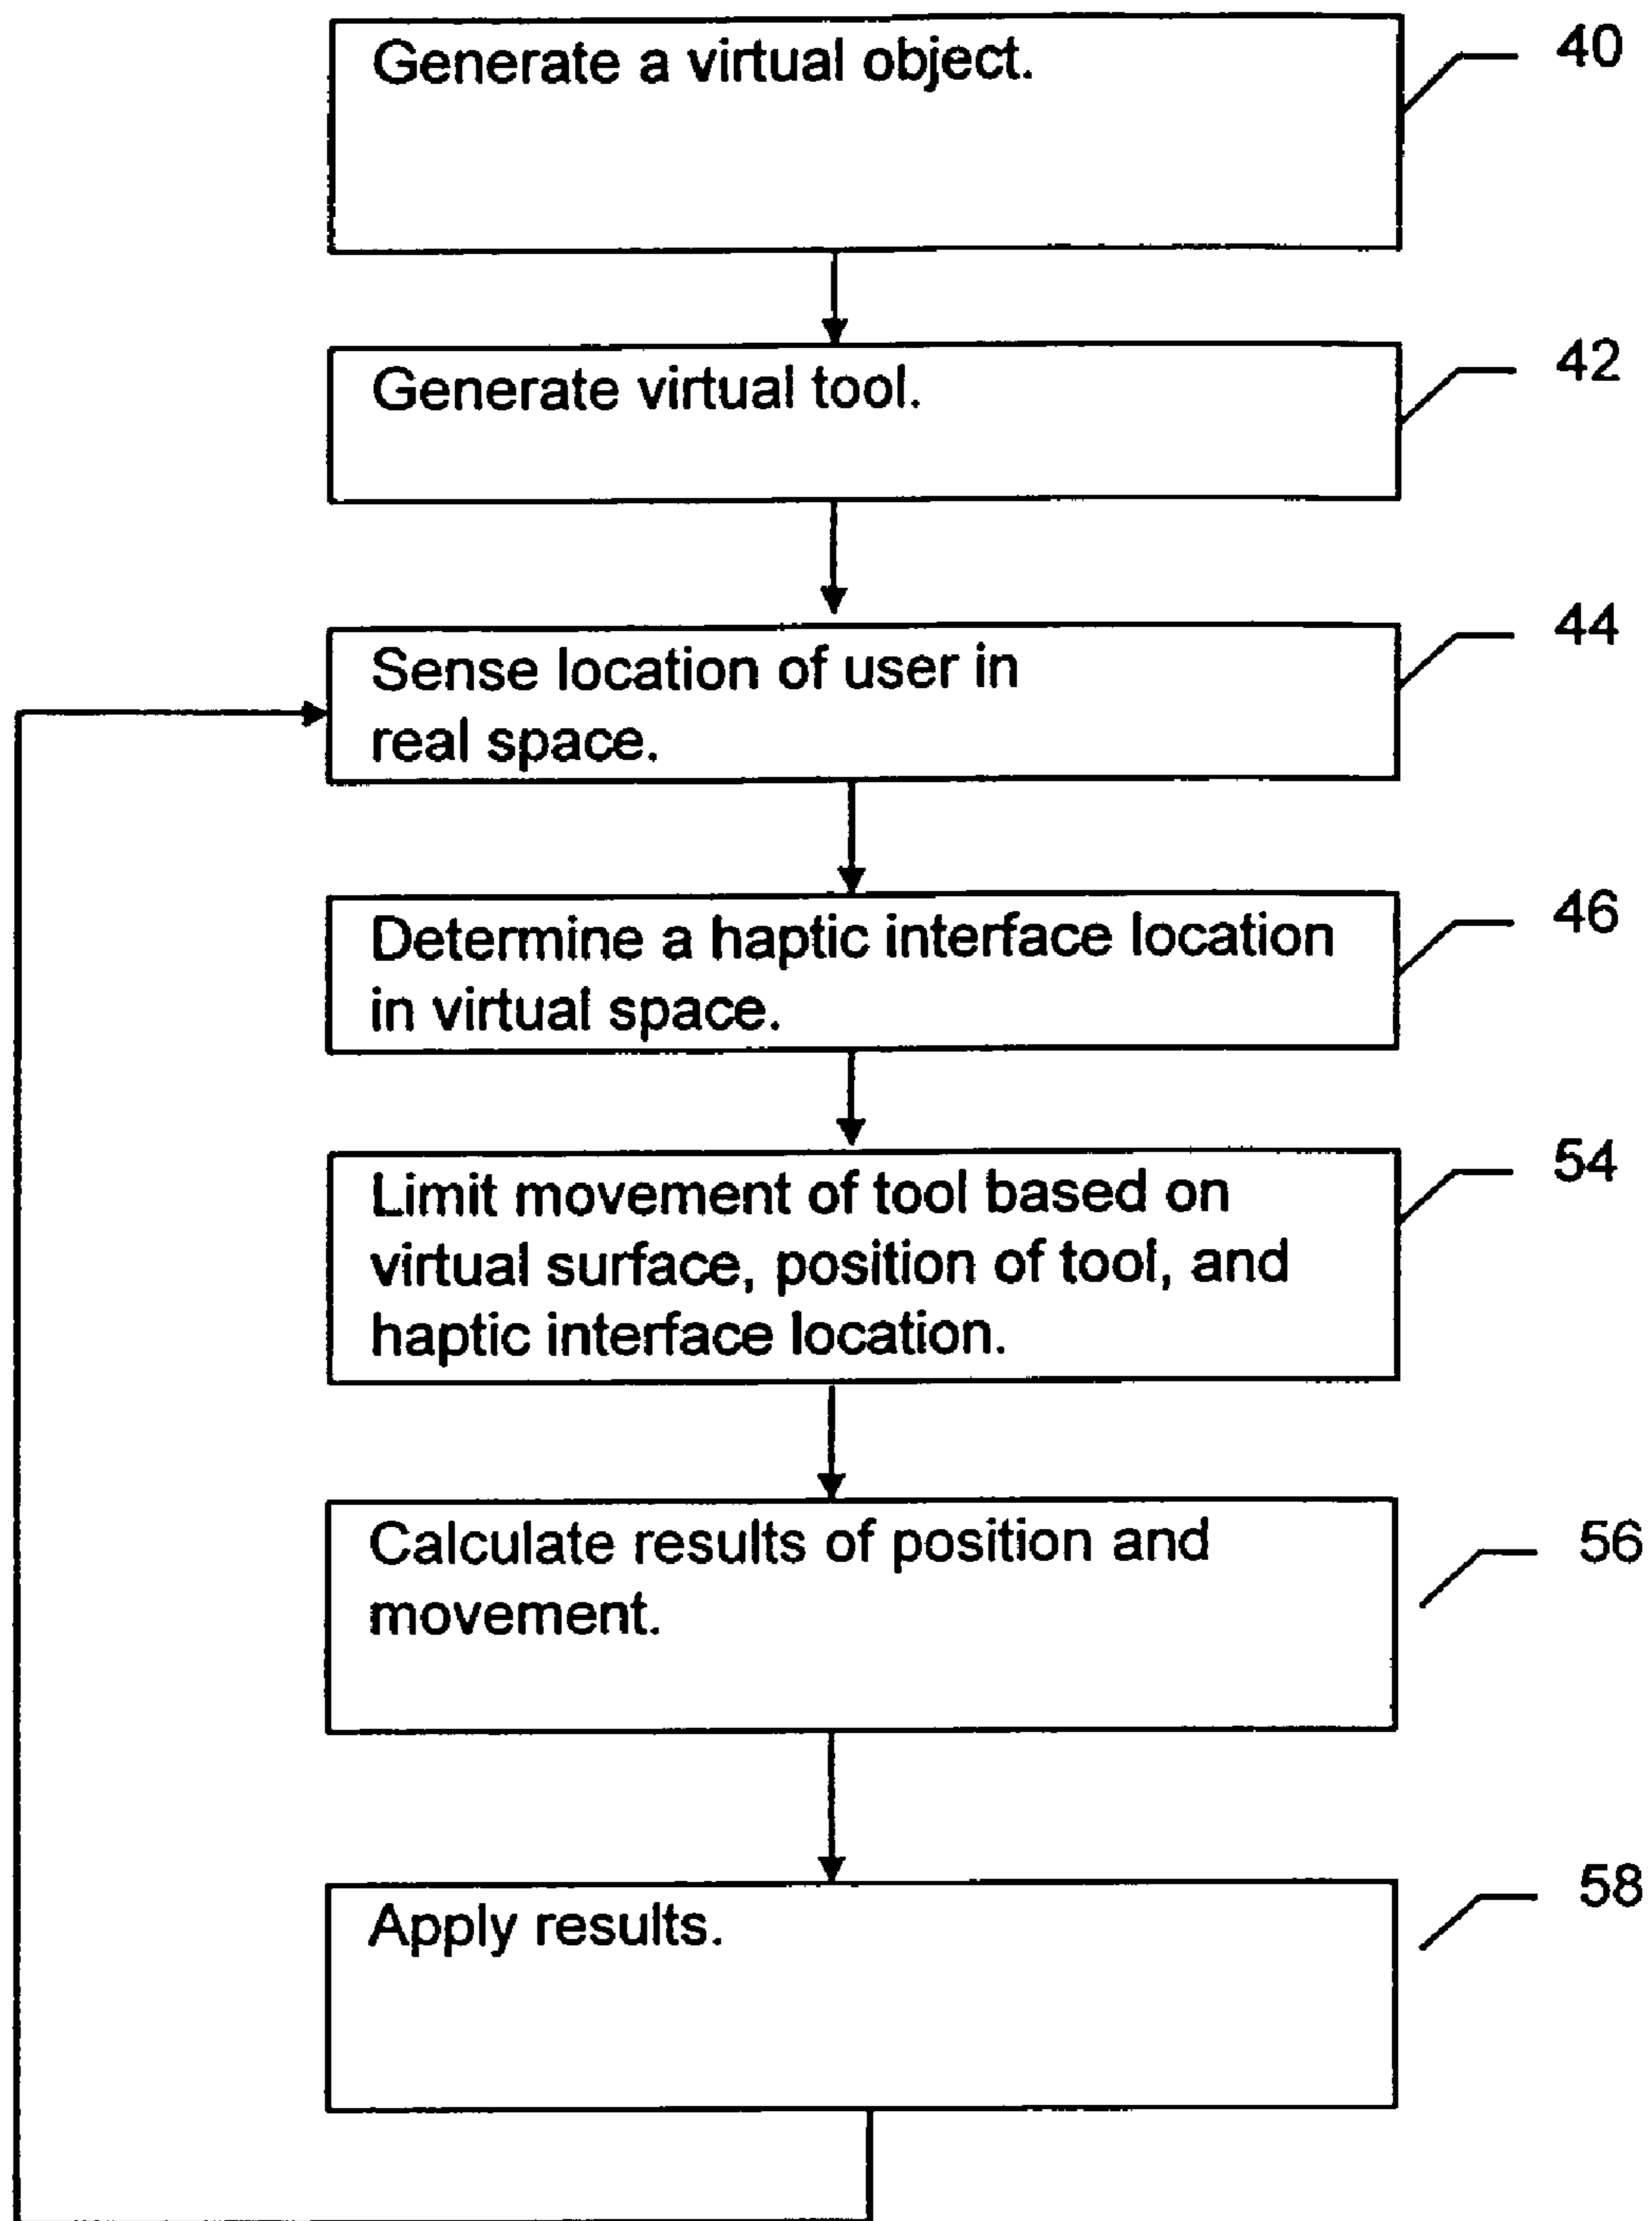 Generate a virtual object.
40
Generate virtual tool.
42
Sense location of user in
real space.
44
Determine a haptic interface location
in virtual space.
46
Limit movement of tool based on
virtual surface, position of tool, and
haptic interface location.
54
Calculate results of position and
movement.
56
Apply results.
58